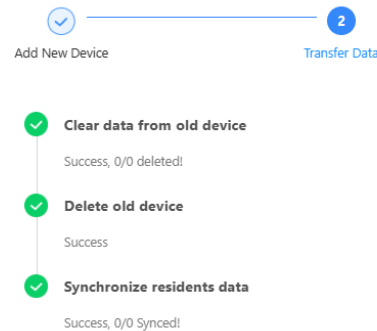 2
Add New Device
Transfer Data
Clear data from old device
Success, 0/0 deleted!
Delete old device
Success
Synchronize residents data
Success, 0/0 Synced!